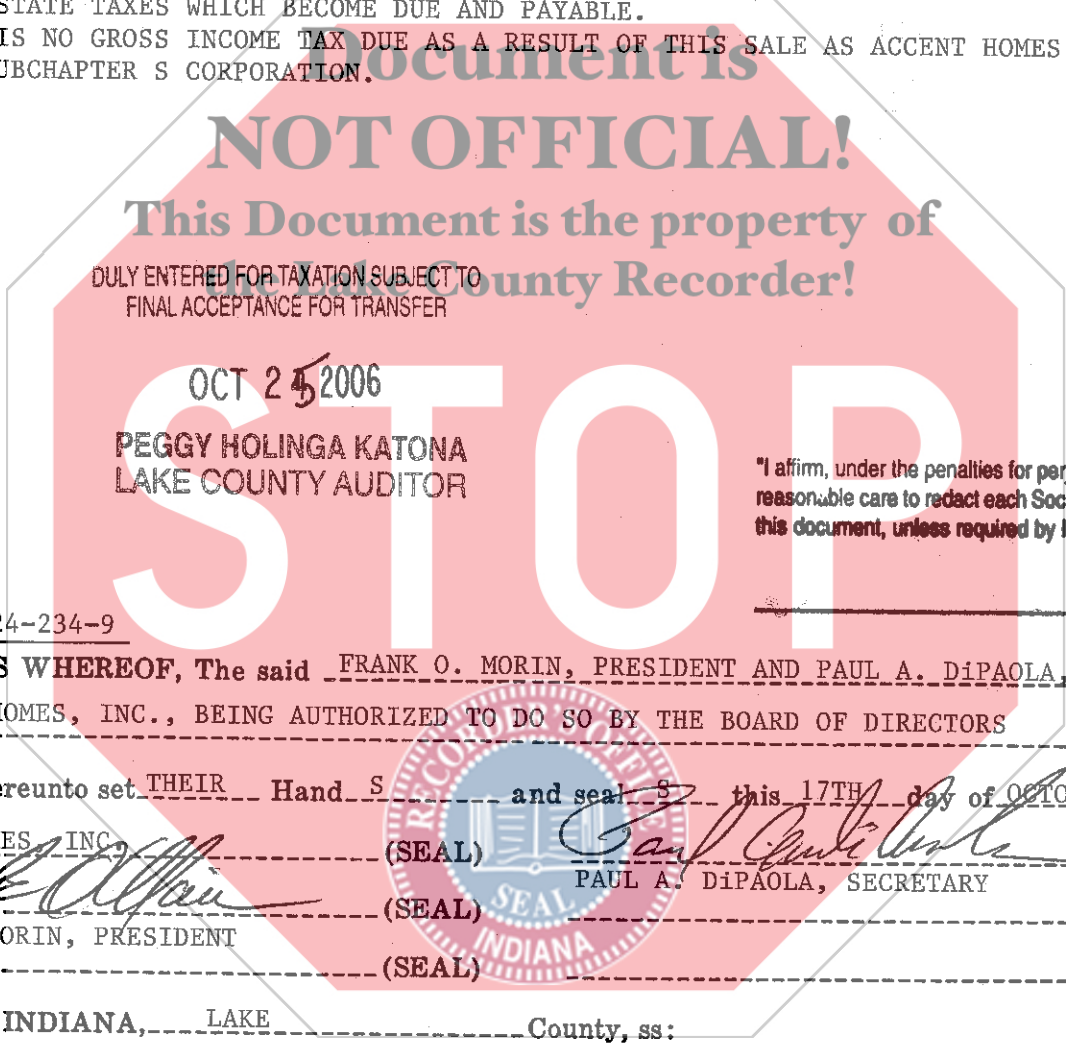 STATE TAXES WHICH BECOME DUE AND PAYABLE.
IS NO GROSS INCOME TAX DUE AS A RESULT OF THIS SALE AS ACCENT HOMES
UBCHAPTER S CORPORATION.
Document is
NOT OFFICIAL!
This Document is the property of
the Lake County Recorder!
DULY ENTERED FOR TAXATION SUBJECT TO
FINAL ACCEPTANCE FOR TRANSFER
OCT 25 2006
PEGGY HOLINGA KATONA
LAKE COUNTY AUDITOR
STOP
"I affirm, under the penalties for per
reasonable care to redact each Soc
this document, unless required by l
24-234-9
S WHEREOF, The said FRANK O. MORIN, PRESIDENT AND PAUL A. DiPAOLA,
HOMES, INC., BEING AUTHORIZED TO DO SO BY THE BOARD OF DIRECTORS
ereunto set THEIR Hand S and seal S this 17TH day of OCTO
ES, INC. (SEAL)
PAUL A. DiPAOLA, SECRETARY
(SEAL)
ORIN, PRESIDENT
(SEAL)
RECORDER'S OFFICE
SEAL
INDIANA
INDIANA, LAKE County, ss: